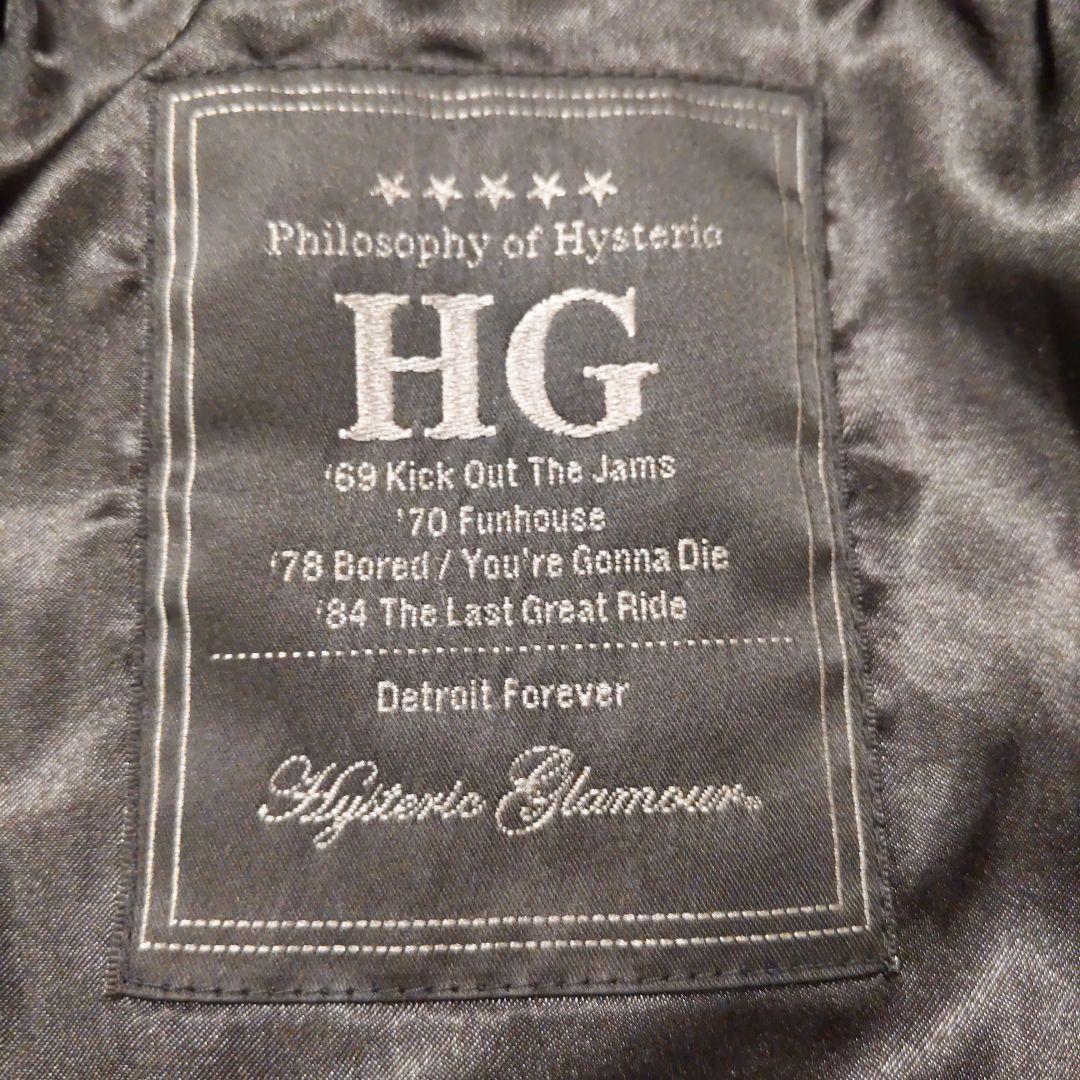 Philosophy of Hysteric
HG
'69 Kick Out The Jams
'70 Funhouse
'78 Bored / You're Gonna Die
'84 The Last Great Ride
Detroit Forever
Hysteric Glamour